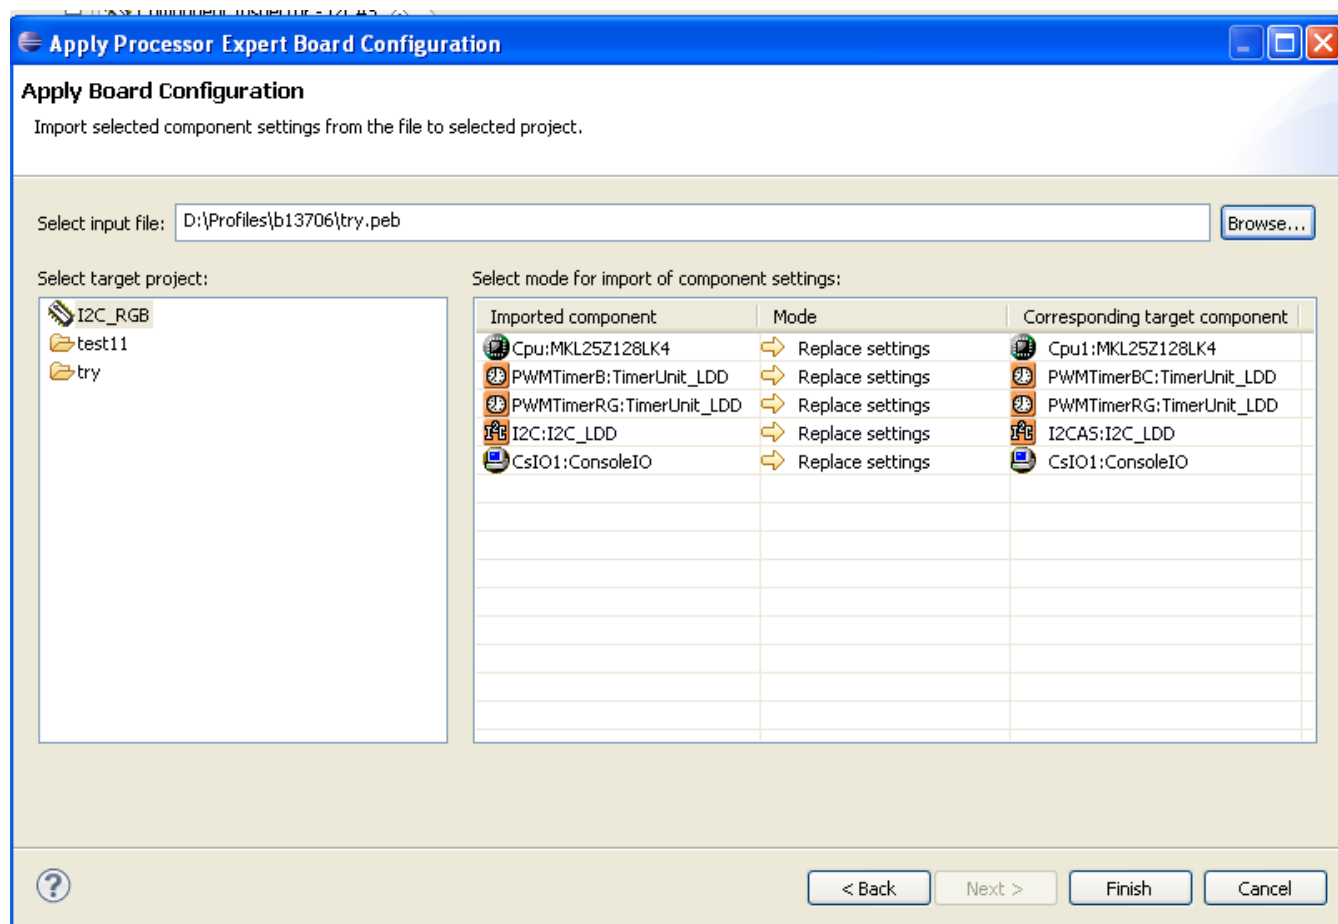 Component Inspector - I2CAS
Apply Processor Expert Board Configuration
Apply Board Configuration
Import selected component settings from the file to selected project.
Select input file: D:\Profiles\b13706\try.peb Browse...
Select target project: Select mode for import of component settings:
I2C_RGB
test11
try
Imported component Mode Corresponding target component
Cpu:MKL25Z128LK4 Replace settings Cpu1:MKL25Z128LK4
PWMTimerB:TimerUnit_LDD Replace settings PWMTimerBC:TimerUnit_LDD
PWMTimerRG:TimerUnit_LDD Replace settings PWMTimerRG:TimerUnit_LDD
I2C:I2C_LDD Replace settings I2CAS:I2C_LDD
CsIO1:ConsoleIO Replace settings CsIO1:ConsoleIO
< Back Next > Finish Cancel